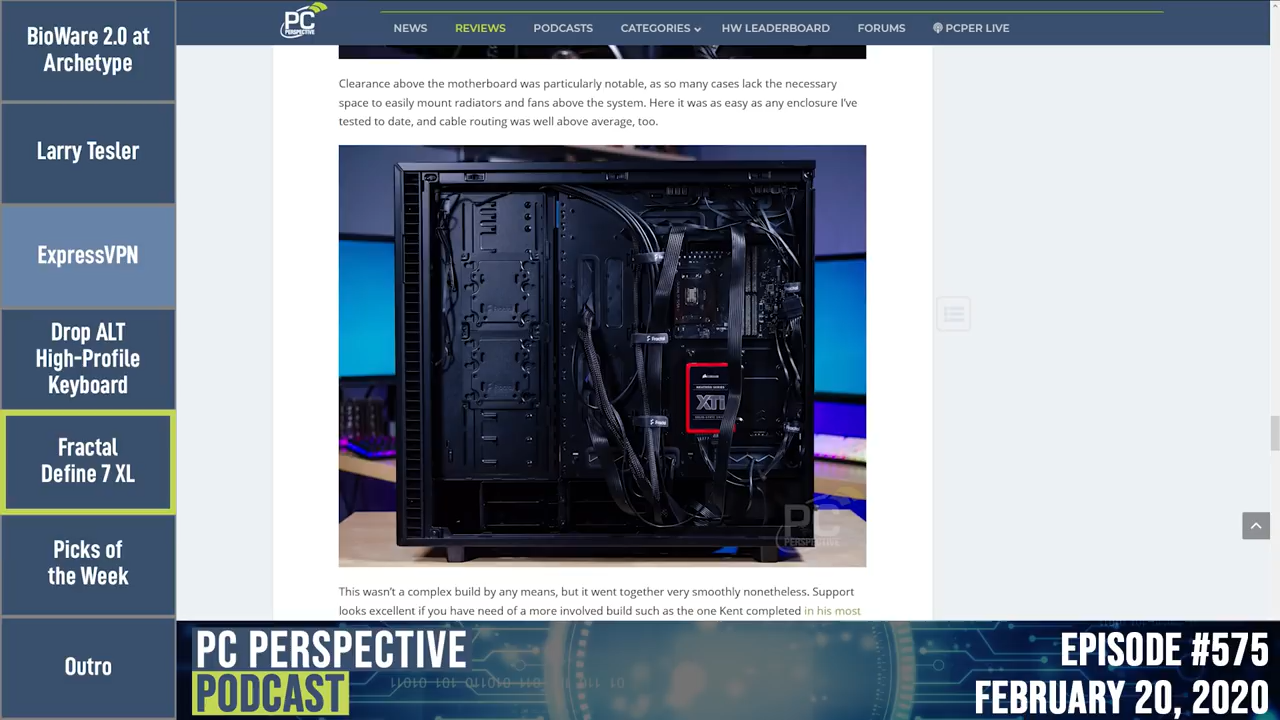 BioWare 2.0 at
Archetype
Larry Tesler
ExpressVPN
Drop ALT
High-Profile
Keyboard
Fractal
Define 7 XL
Picks of
the Week
Outro
PC
PERSPECTIVE
NEWS
REVIEWS
PODCASTS
CATEGORIES
HW LEADERBOARD
FORUMS
PCPER LIVE
Clearance above the motherboard was particularly notable, as so many cases lack the necessary
space to easily mount radiators and fans above the system. Here it was as easy as any enclosure I've
tested to date, and cable routing was well above average, too.
Fractal
XTi
Fractal
PC
PERSPECTIVE
This wasn't a complex build by any means, but it went together very smoothly nonetheless. Support
looks excellent if you have need of a more involved build such as the one Kent completed in his most
PC PERSPECTIVE
PODCAST
EPISODE #575
FEBRUARY 20, 2020